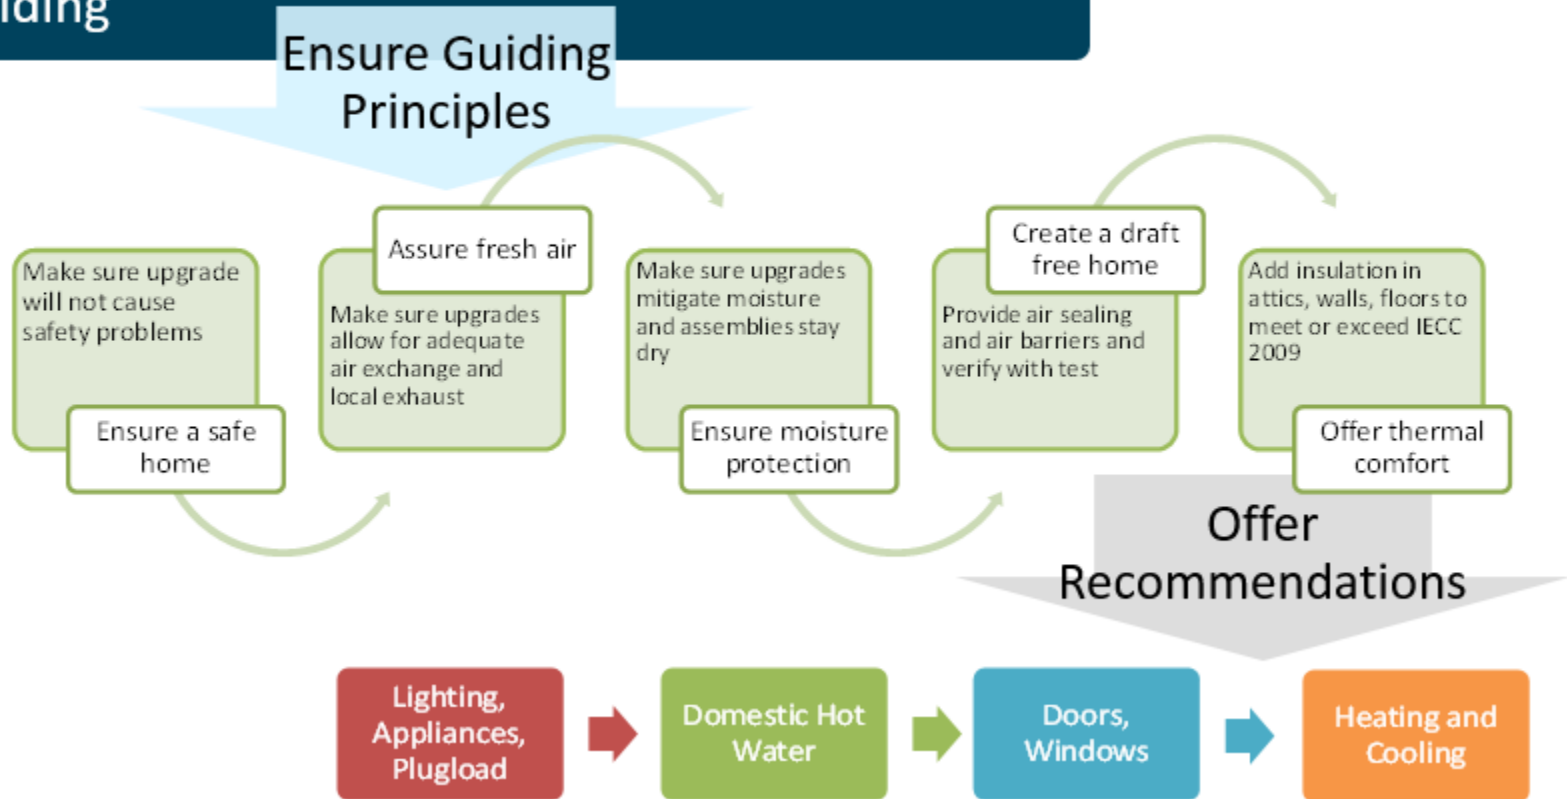 Ensure Guiding
Principles
Make sure upgrade
will not cause
safety problems
Ensure a safe
home
Assure fresh air
Make sure upgrades
allow for adequate
air exchange and
local exhaust
Make sure upgrades
mitigate moisture
and assemblies stay
dry
Ensure moisture
protection
Create a draft
free home
Provide air sealing
and air barriers and
verify with test
Add insulation in
attics, walls, floors to
meet or exceed IECC
2009
Offer thermal
comfort
Offer
Recommendations
Lighting,
Appliances,
Plugload
Domestic Hot
Water
Doors,
Windows
Heating and
Cooling